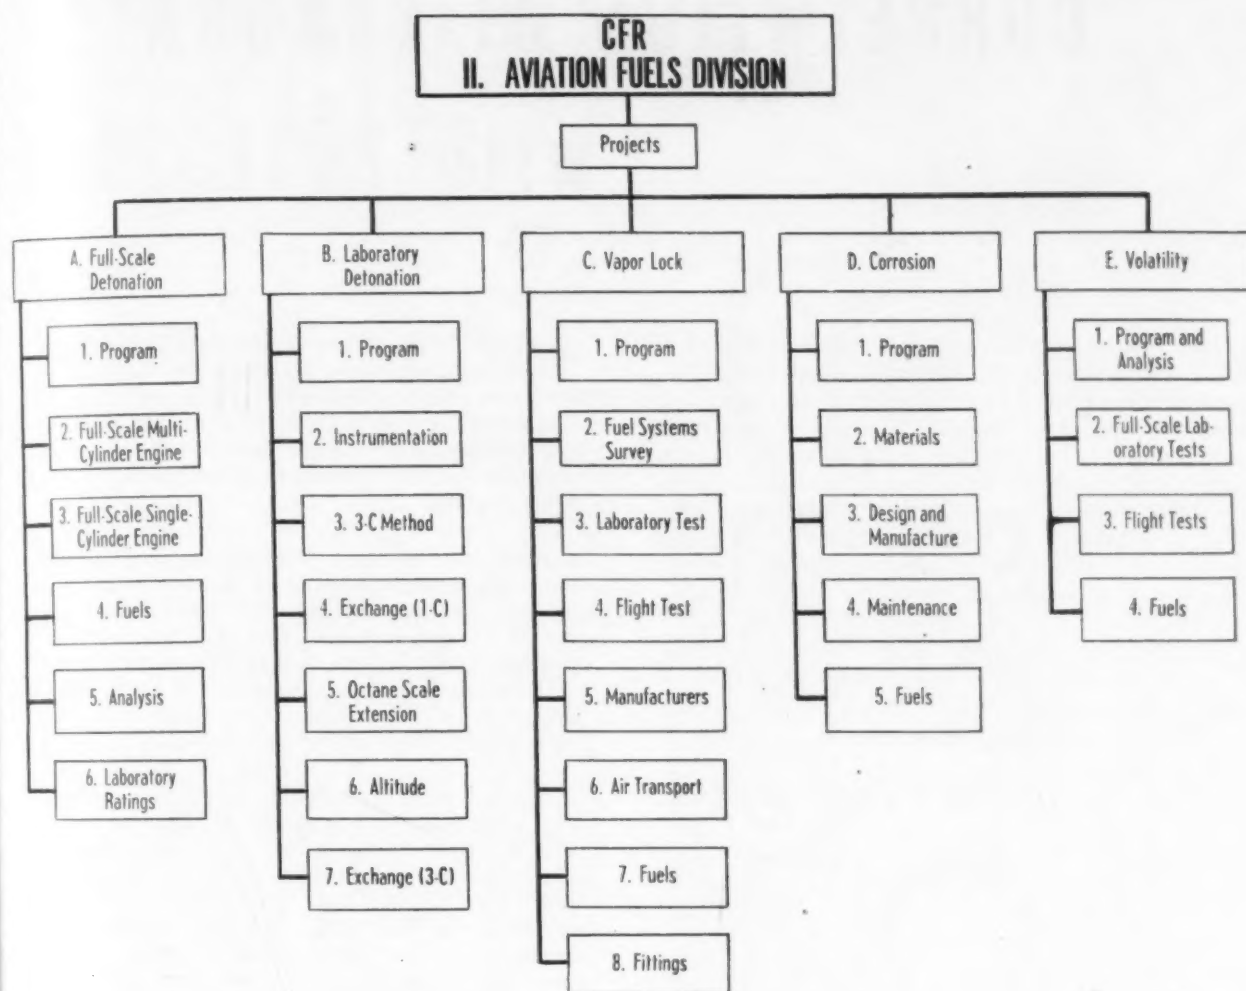 CFR
II. AVIATION FUELS DIVISION
Projects
A. Full-Scale
Detonation
1. Program
2. Full-Scale Multi-
Cylinder Engine
3. Full-Scale Single-
Cylinder Engine
4. Fuels
5. Analysis
6. Laboratory
Ratings
B. Laboratory
Detonation
1. Program
2. Instrumentation
3. 3-C Method
4. Exchange (1-C)
5. Octane Scale
Extension
6. Altitude
7. Exchange (3-C)
C. Vapor Lock
1. Program
2. Fuel Systems
Survey
3. Laboratory Test
4. Flight Test
5. Manufacturers
6. Air Transport
7. Fuels
8. Fittings
D. Corrosion
1. Program
2. Materials
3. Design and
Manufacture
4. Maintenance
5. Fuels
E. Volatility
1. Program and
Analysis
2. Full-Scale Lab-
oratory Tests
3. Flight Tests
4. Fuels